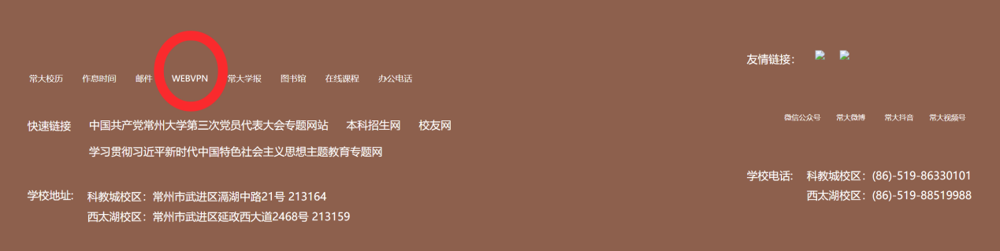 友情链接：
常大校历 作息时间 邮件 WEBVPN 常大学报 图书馆 在线课程 办公电话
微信公众号 常大微博 常大抖音 常大视频号
快速链接 中国共产党常州大学第三次党员代表大会专题网站 本科招生网 校友网
学习贯彻习近平新时代中国特色社会主义思想主题教育专题网
学校地址: 科教城校区：常州市武进区滆湖中路21号 213164
西太湖校区：常州市武进区延政西大道2468号 213159
学校电话: 科教城校区：(86)-519-86330101
西太湖校区：(86)-519-88519988